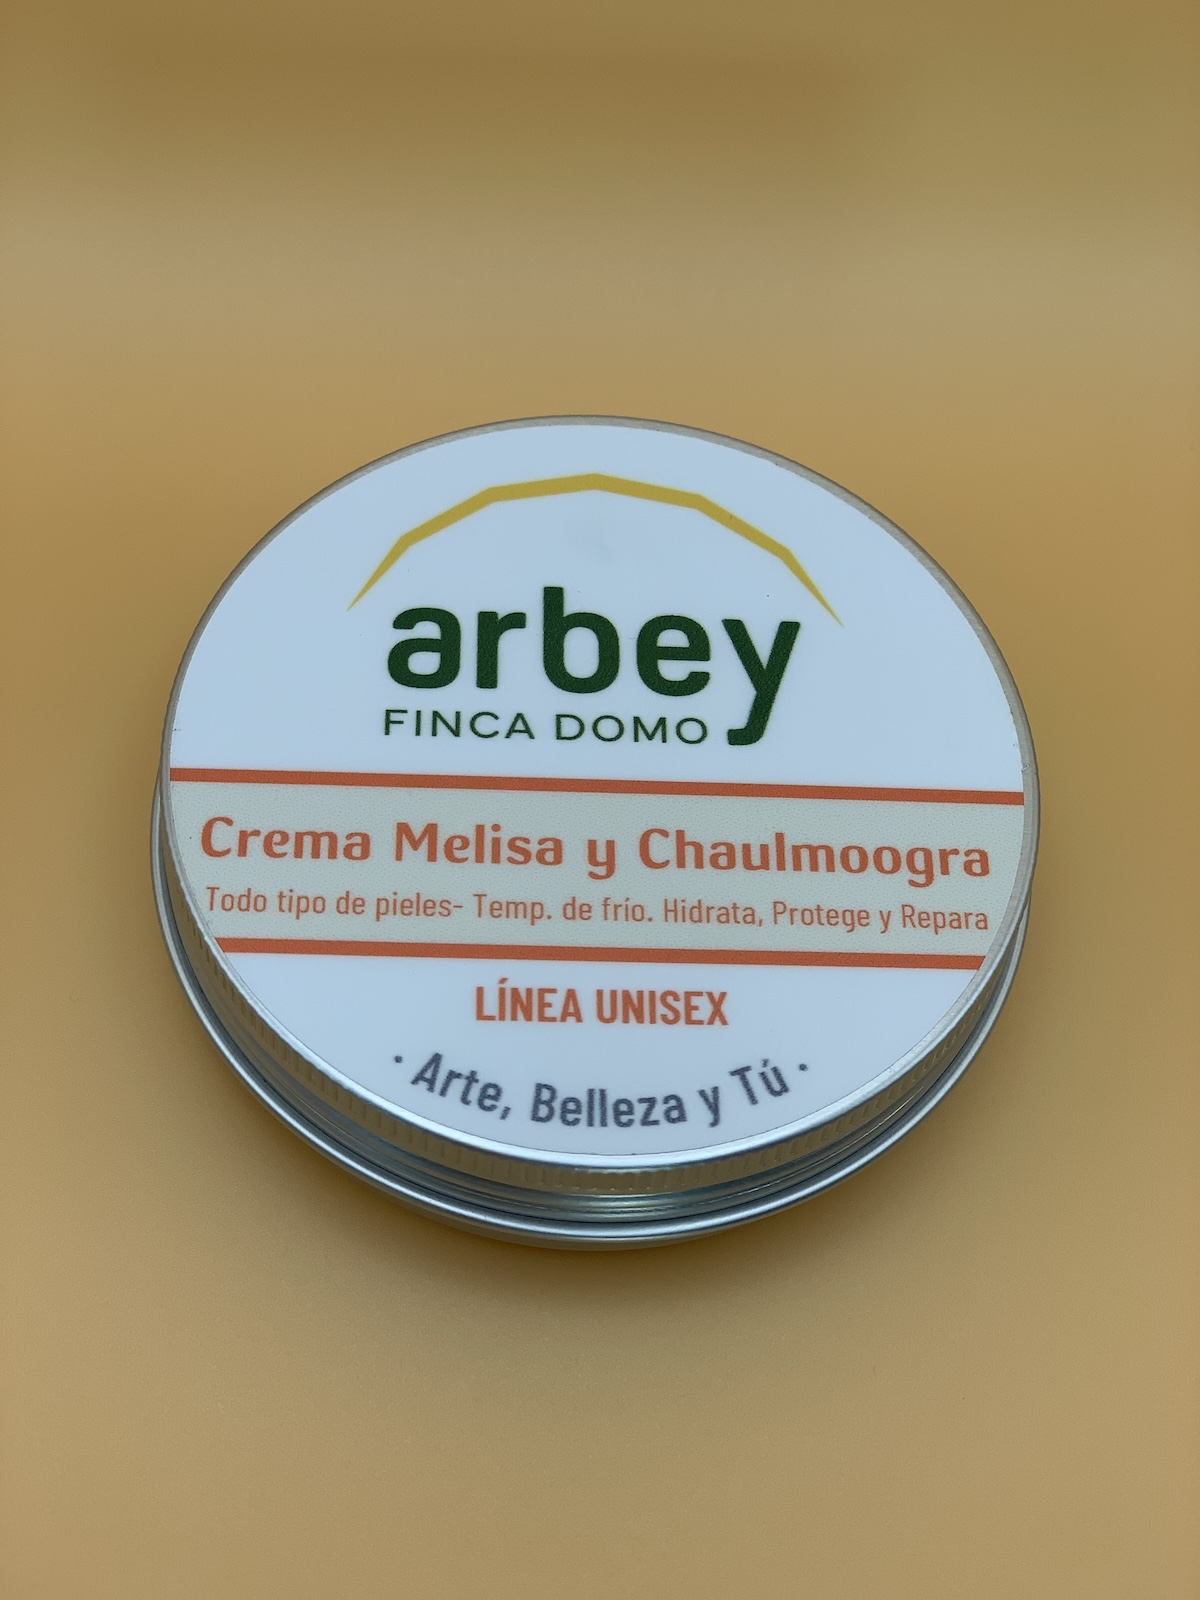 arbey
FINCA DOMO
Crema Melisa y Chaulmoogra
Todo tipo de pieles- Temp. de frío. Hidrata, Protege y Repara
LÍNEA UNISEX
· Arte, Belleza y Tú ·